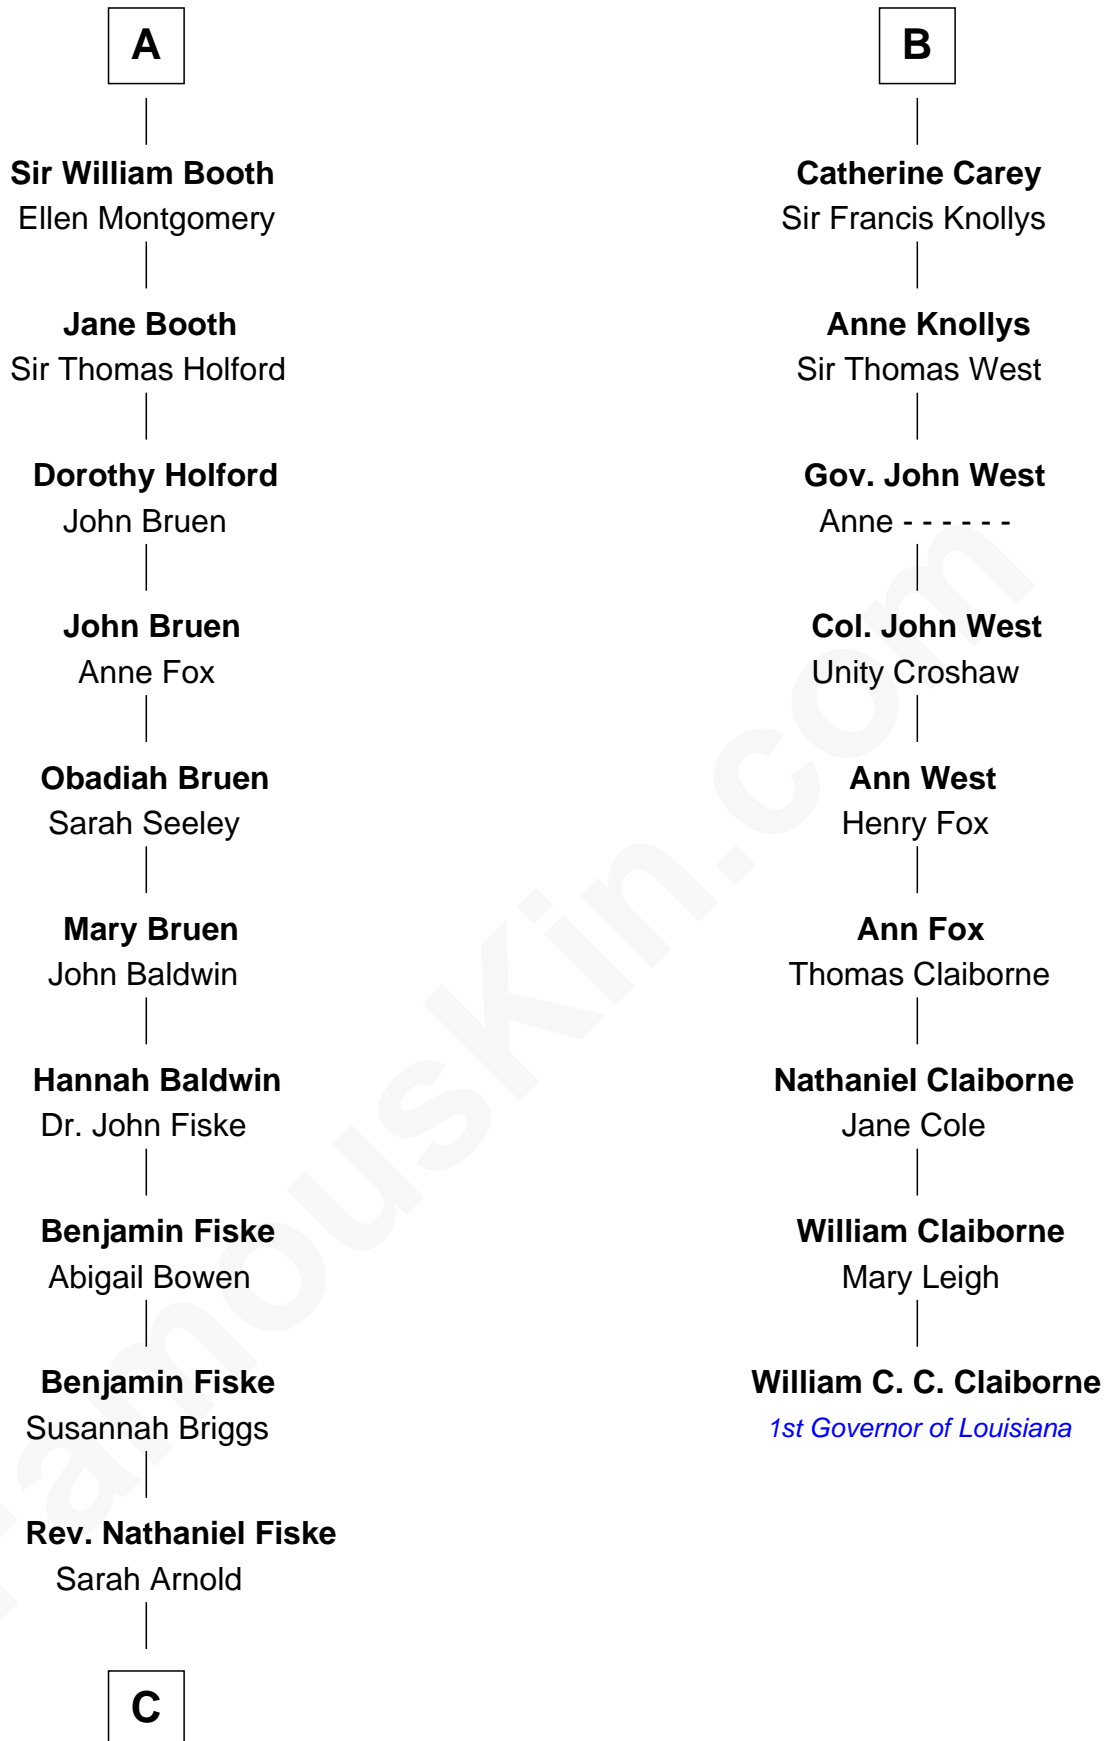 A
Sir William Booth
Ellen Montgomery
Jane Booth
Sir Thomas Holford
Dorothy Holford
John Bruen
John Bruen
Anne Fox
Obadiah Bruen
Sarah Seeley
Mary Bruen
John Baldwin
Hannah Baldwin
Dr. John Fiske
Benjamin Fiske
Abigail Bowen
Benjamin Fiske
Susannah Briggs
Rev. Nathaniel Fiske
Sarah Arnold
C
B
Catherine Carey
Sir Francis Knollys
Anne Knollys
Sir Thomas West
Gov. John West
Anne - - - - - -
Col. John West
Unity Croshaw
Ann West
Henry Fox
Ann Fox
Thomas Claiborne
Nathaniel Claiborne
Jane Cole
William Claiborne
Mary Leigh
William C. C. Claiborne
1st Governor of Louisiana
FamousKin.com